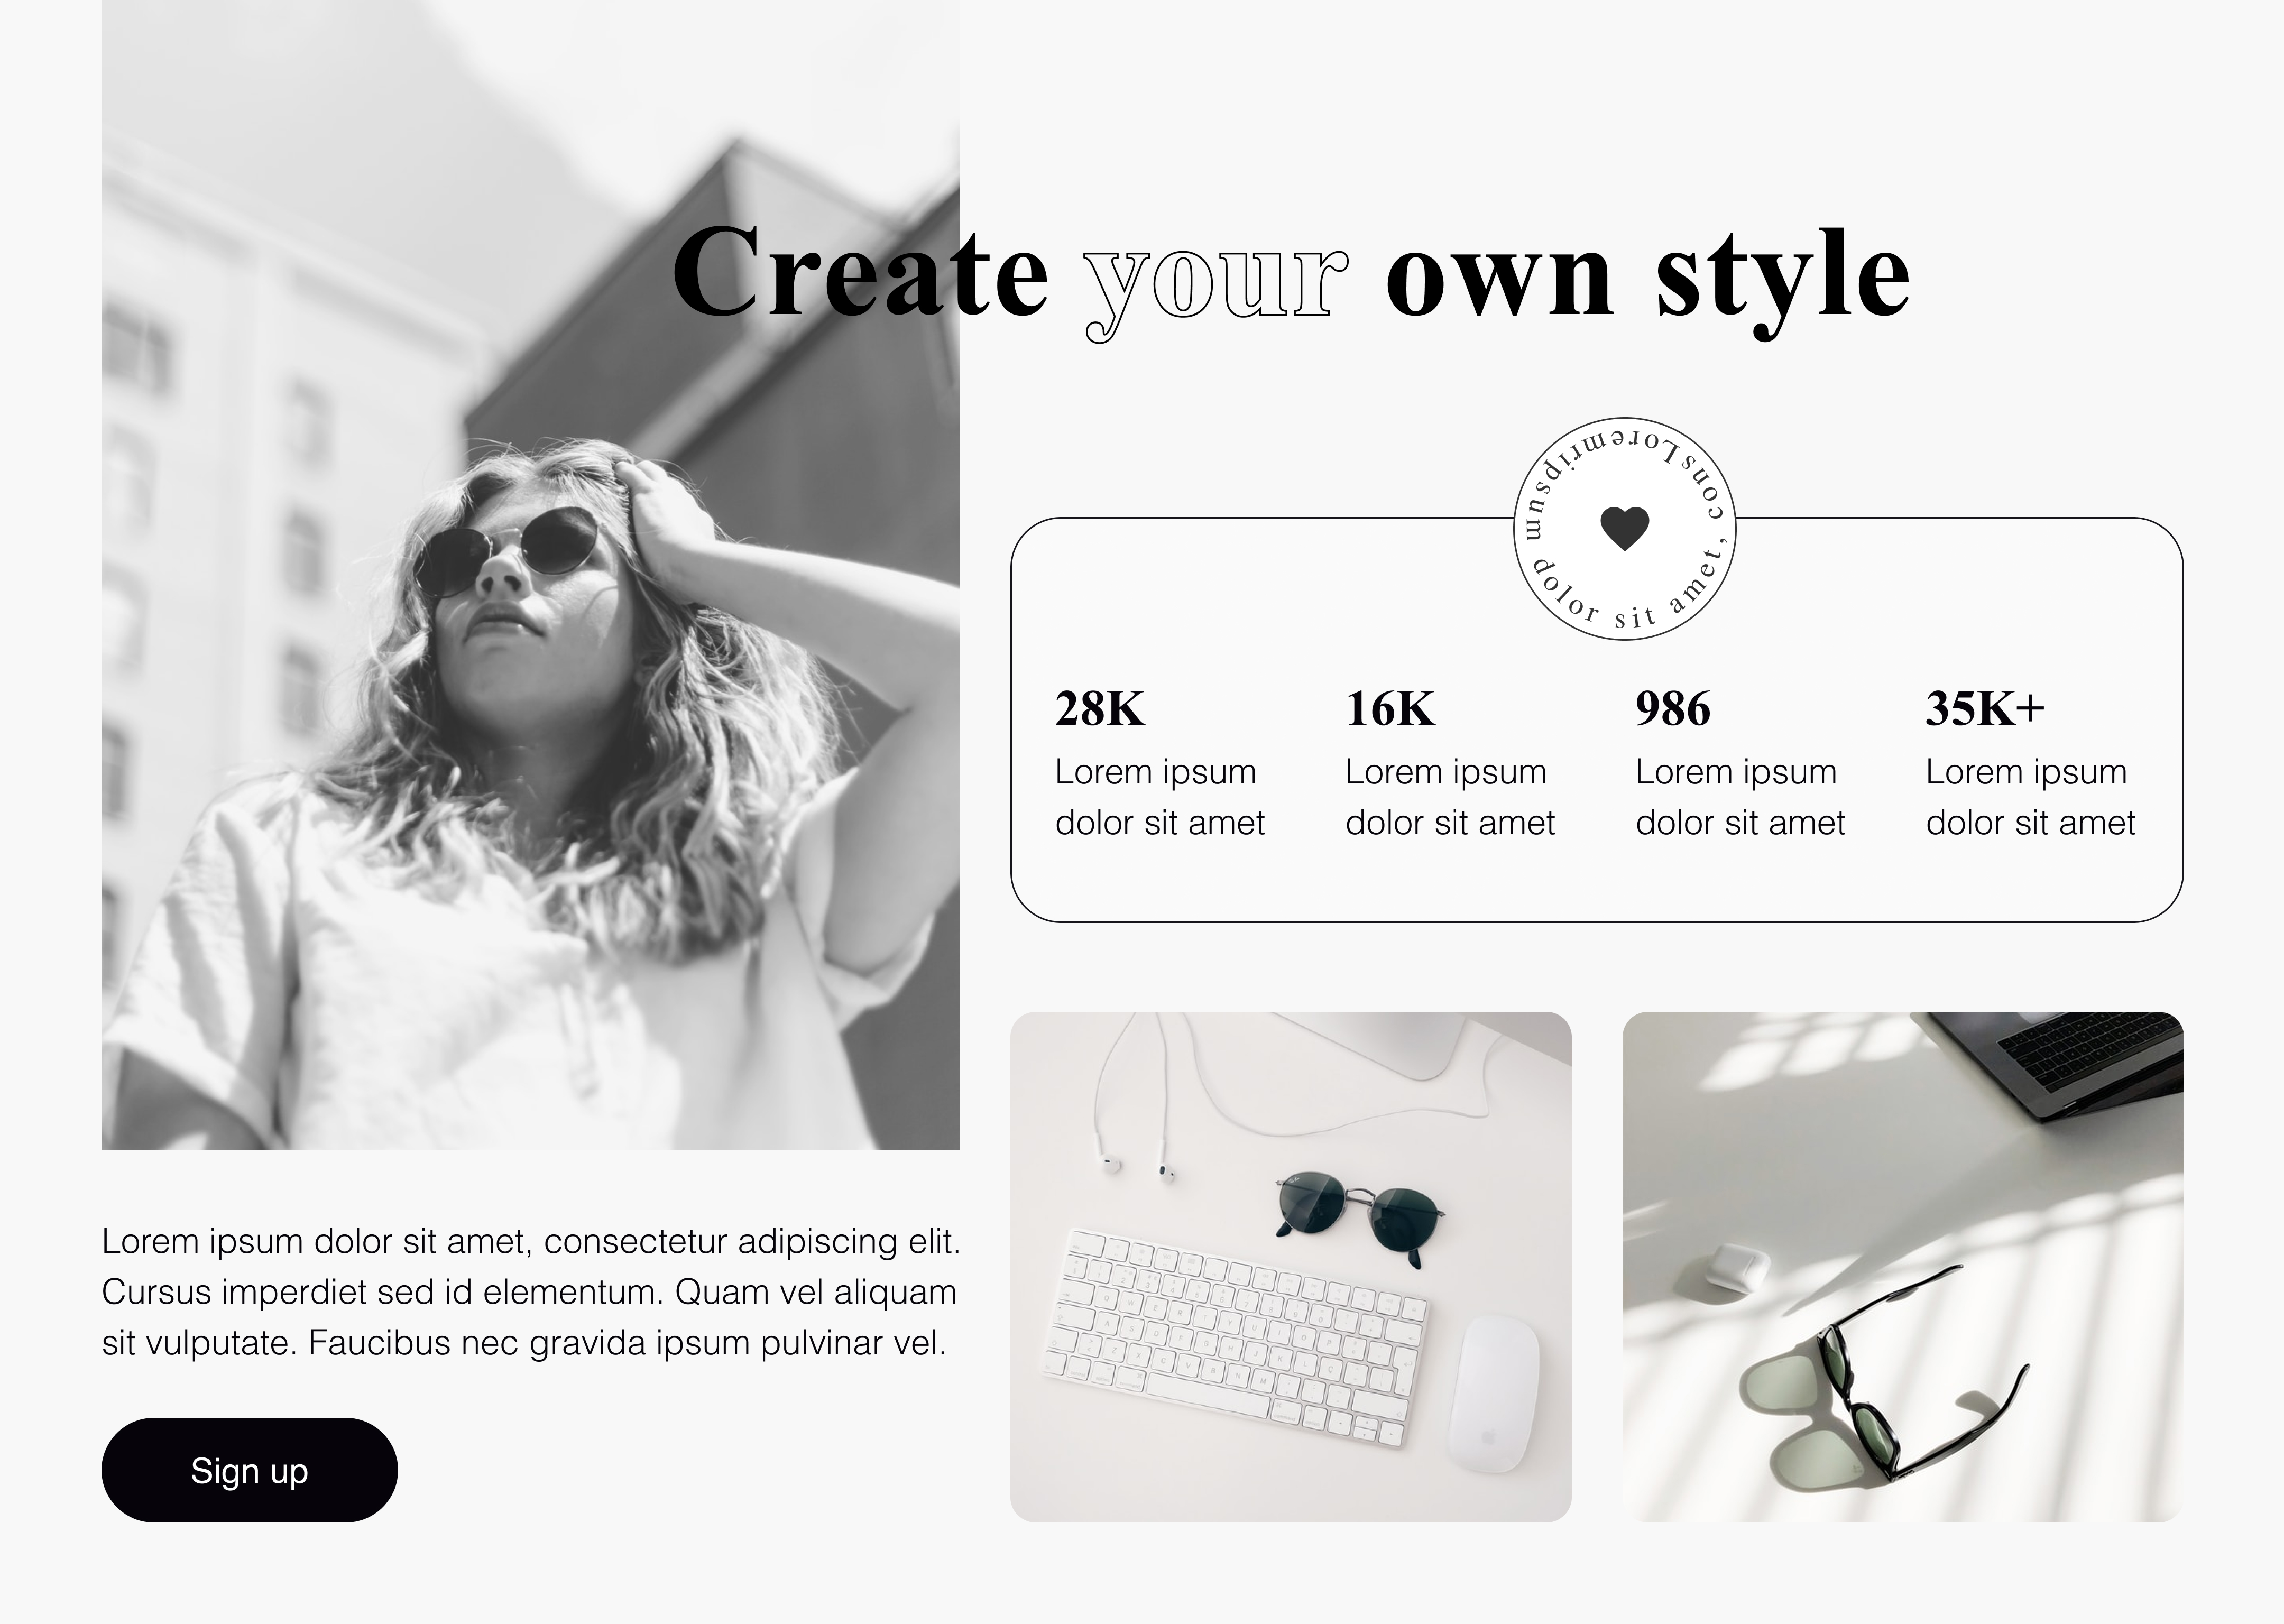 Create your own style
Loremripsum dolor sit amet, cons
28K
Lorem ipsum
dolor sit amet
16K
Lorem ipsum
dolor sit amet
986
Lorem ipsum
dolor sit amet
35K+
Lorem ipsum
dolor sit amet
Lorem ipsum dolor sit amet, consectetur adipiscing elit.
Cursus imperdiet sed id elementum. Quam vel aliquam
sit vulputate. Faucibus nec gravida ipsum pulvinar vel.
Sign up